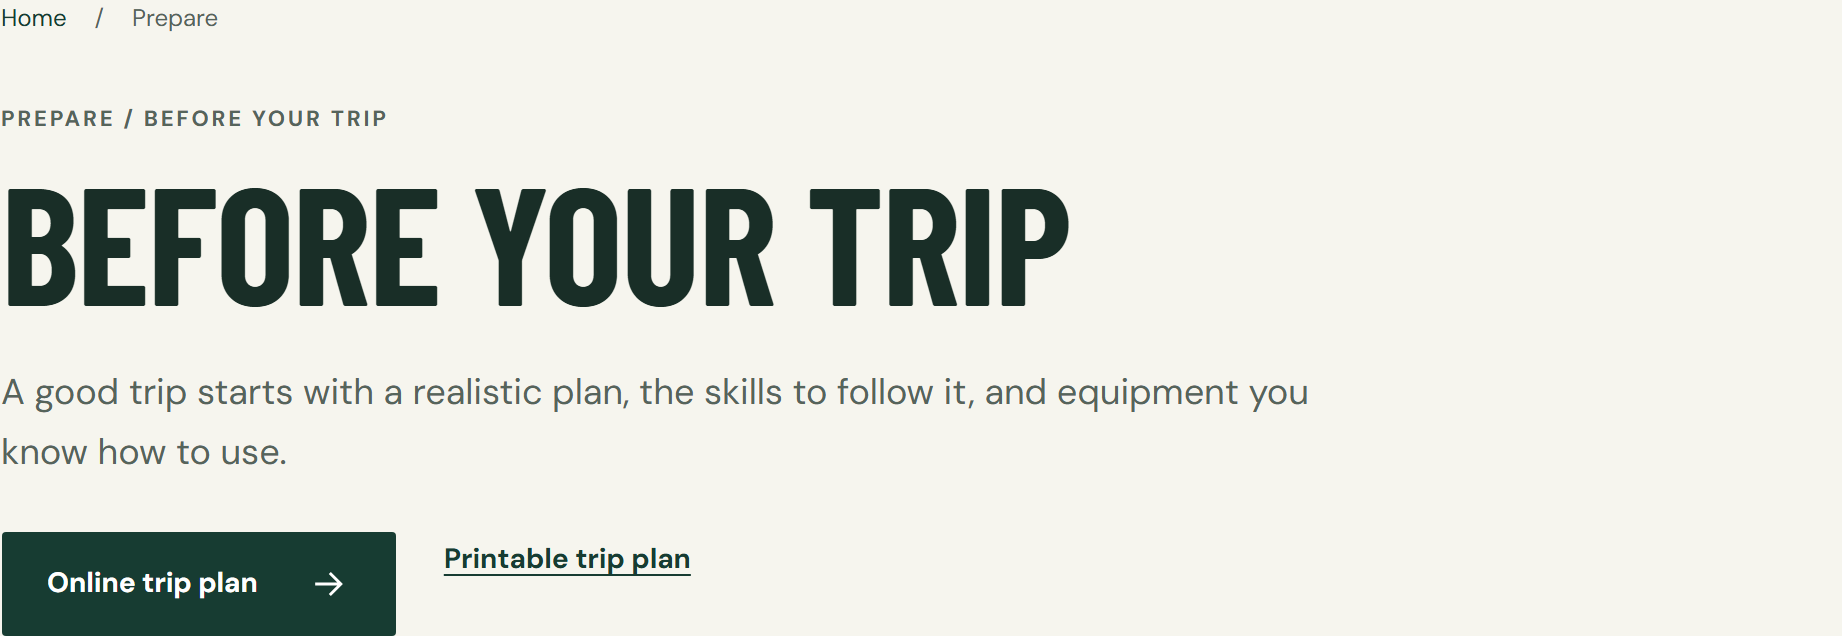 Home / Prepare
PREPARE / BEFORE YOUR TRIP
BEFORE YOUR TRIP
A good trip starts with a realistic plan, the skills to follow it, and equipment you
know how to use.
Online trip plan →
Printable trip plan